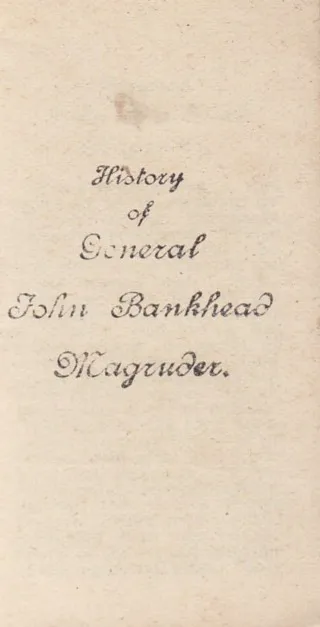 History
of
General
John Bankhead
Magruder.